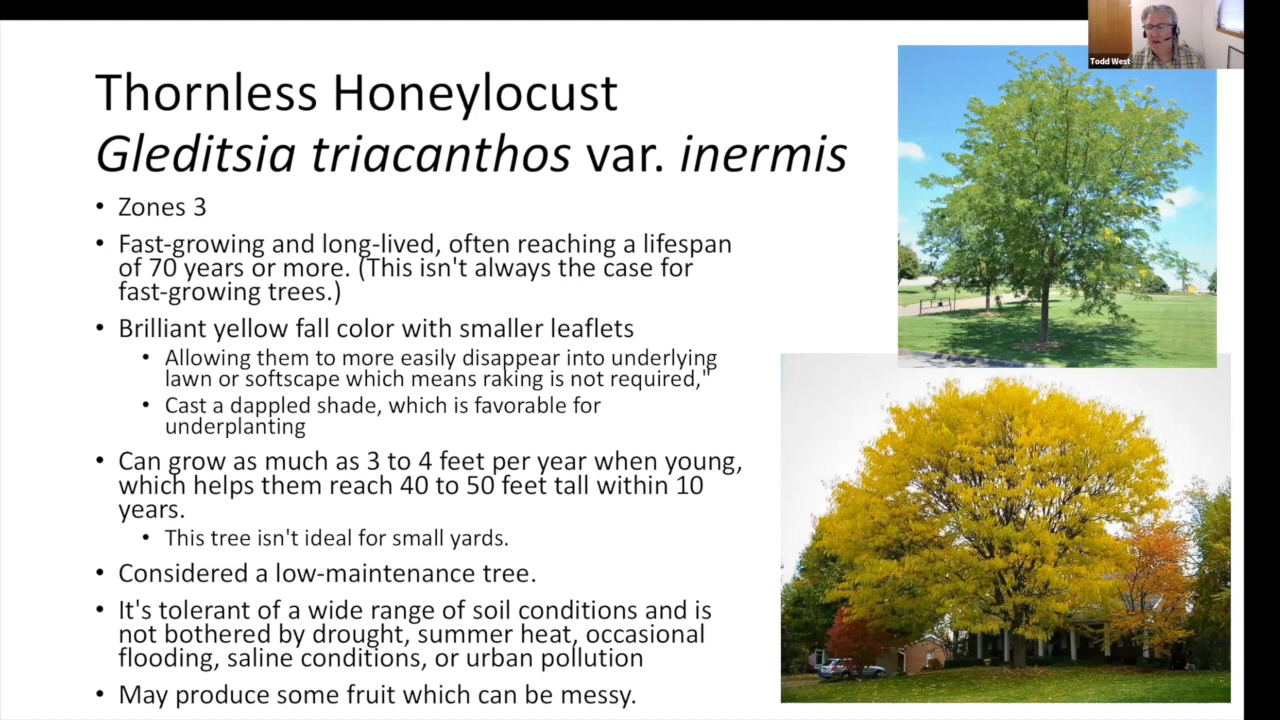 Todd West
Thornless Honeylocust
Gleditsia triacanthos var. inermis
• Zones 3
• Fast-growing and long-lived, often reaching a lifespan
of 70 years or more. (This isn't always the case for
fast-growing trees.)
• Brilliant yellow fall color with smaller leaflets
• Allowing them to more easily disappear into underlying
lawn or softscape which means raking is not required,"
• Cast a dappled shade, which is favorable for
underplanting
• Can grow as much as 3 to 4 feet per year when young,
which helps them reach 40 to 50 feet tall within 10
years.
• This tree isn't ideal for small yards.
• Considered a low-maintenance tree.
• It's tolerant of a wide range of soil conditions and is
not bothered by drought, summer heat, occasional
flooding, saline conditions, or urban pollution
• May produce some fruit which can be messy.